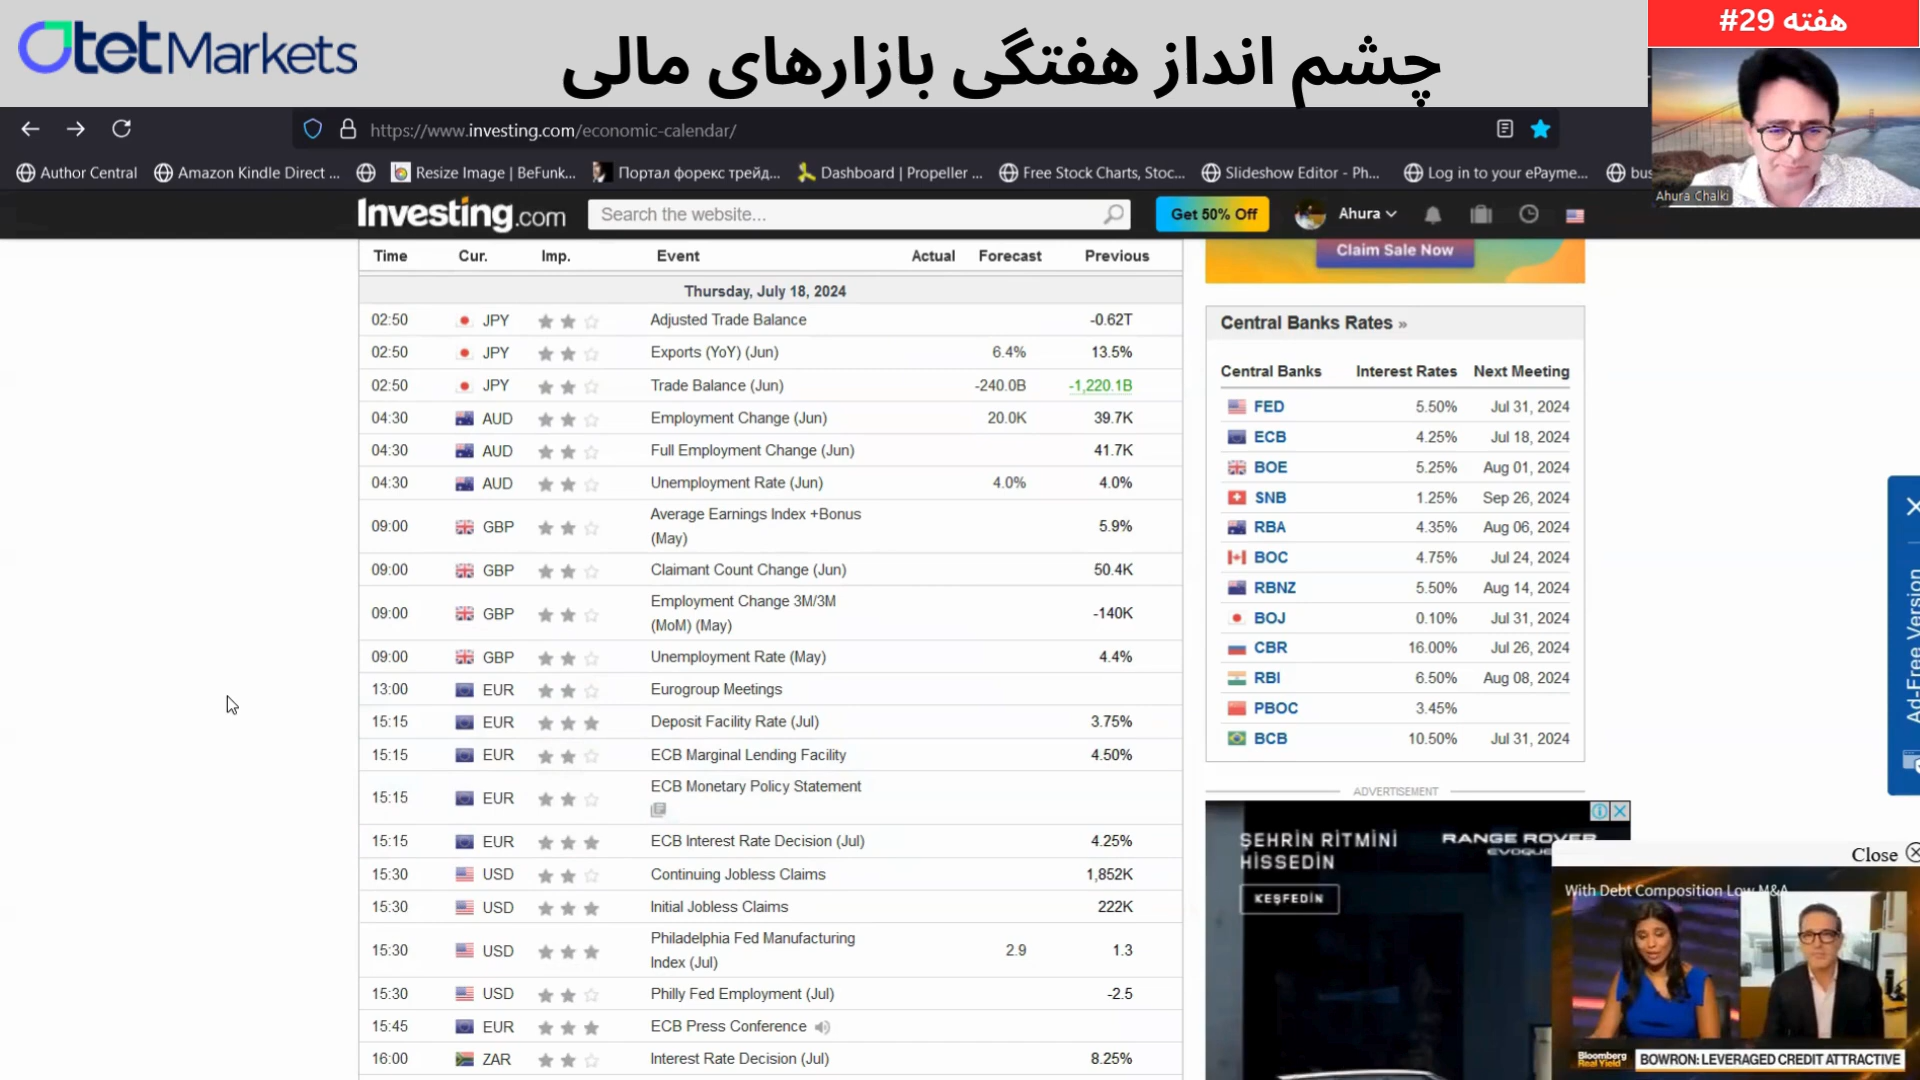 Otet Markets
چشم انداز هفتگی بازارهای مالی
هفته 29#
https://www.investing.com/economic-calendar/
Author Central
Amazon Kindle Direct ...
Resize Image | BeFunk...
Портал форекс трейд...
Dashboard | Propeller ...
Free Stock Charts, Stoc...
Slideshow Editor - Ph...
Log in to your ePayme...
bus
Ahura Chalki
Investing.com
Search the website...
Get 50% Off
Ahura
Time Cur. Imp. Event Actual Forecast Previous
Thursday, July 18, 2024
02:50 JPY Adjusted Trade Balance -0.62T
02:50 JPY Exports (YoY) (Jun) 6.4% 13.5%
02:50 JPY Trade Balance (Jun) -240.0B -1,220.1B
04:30 AUD Employment Change (Jun) 20.0K 39.7K
04:30 AUD Full Employment Change (Jun) 41.7K
04:30 AUD Unemployment Rate (Jun) 4.0% 4.0%
09:00 GBP Average Earnings Index +Bonus 5.9%
(May)
09:00 GBP Claimant Count Change (Jun) 50.4K
09:00 GBP Employment Change 3M/3M -140K
(MoM) (May)
09:00 GBP Unemployment Rate (May) 4.4%
13:00 EUR Eurogroup Meetings
15:15 EUR Deposit Facility Rate (Jul) 3.75%
15:15 EUR ECB Marginal Lending Facility 4.50%
15:15 EUR ECB Monetary Policy Statement
15:15 EUR ECB Interest Rate Decision (Jul) 4.25%
15:30 USD Continuing Jobless Claims 1,852K
15:30 USD Initial Jobless Claims 222K
15:30 USD Philadelphia Fed Manufacturing 2.9 1.3
Index (Jul)
15:30 USD Philly Fed Employment (Jul) -2.5
15:45 EUR ECB Press Conference
16:00 ZAR Interest Rate Decision (Jul) 8.25%
Claim Sale Now
Central Banks Rates »
Central Banks Interest Rates Next Meeting
FED 5.50% Jul 31, 2024
ECB 4.25% Jul 18, 2024
BOE 5.25% Aug 01, 2024
SNB 1.25% Sep 26, 2024
RBA 4.35% Aug 06, 2024
BOC 4.75% Jul 24, 2024
RBNZ 5.50% Aug 14, 2024
BOJ 0.10% Jul 31, 2024
CBR 16.00% Jul 26, 2024
RBI 6.50% Aug 08, 2024
PBOC 3.45%
BCB 10.50% Jul 31, 2024
Ad-Free Version
ADVERTISEMENT
SEHRİN RİTMİNİ
HİSSEDİN
RANGE ROVER
EVOQUE
KEŞFEDİN
Close
With Debt Composition Low M&A
Bloomberg
Real Yield
BOWRON: LEVERAGED CREDIT ATTRACTIVE